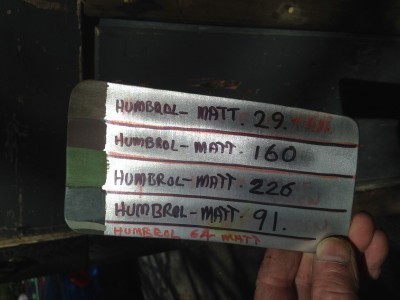 HUMBROL - MATT. 29.
HUMBROL - MATT. 160
HUMBROL - MATT. 226
HUMBROL - MATT. 91.
HUMBROL 64 MATT